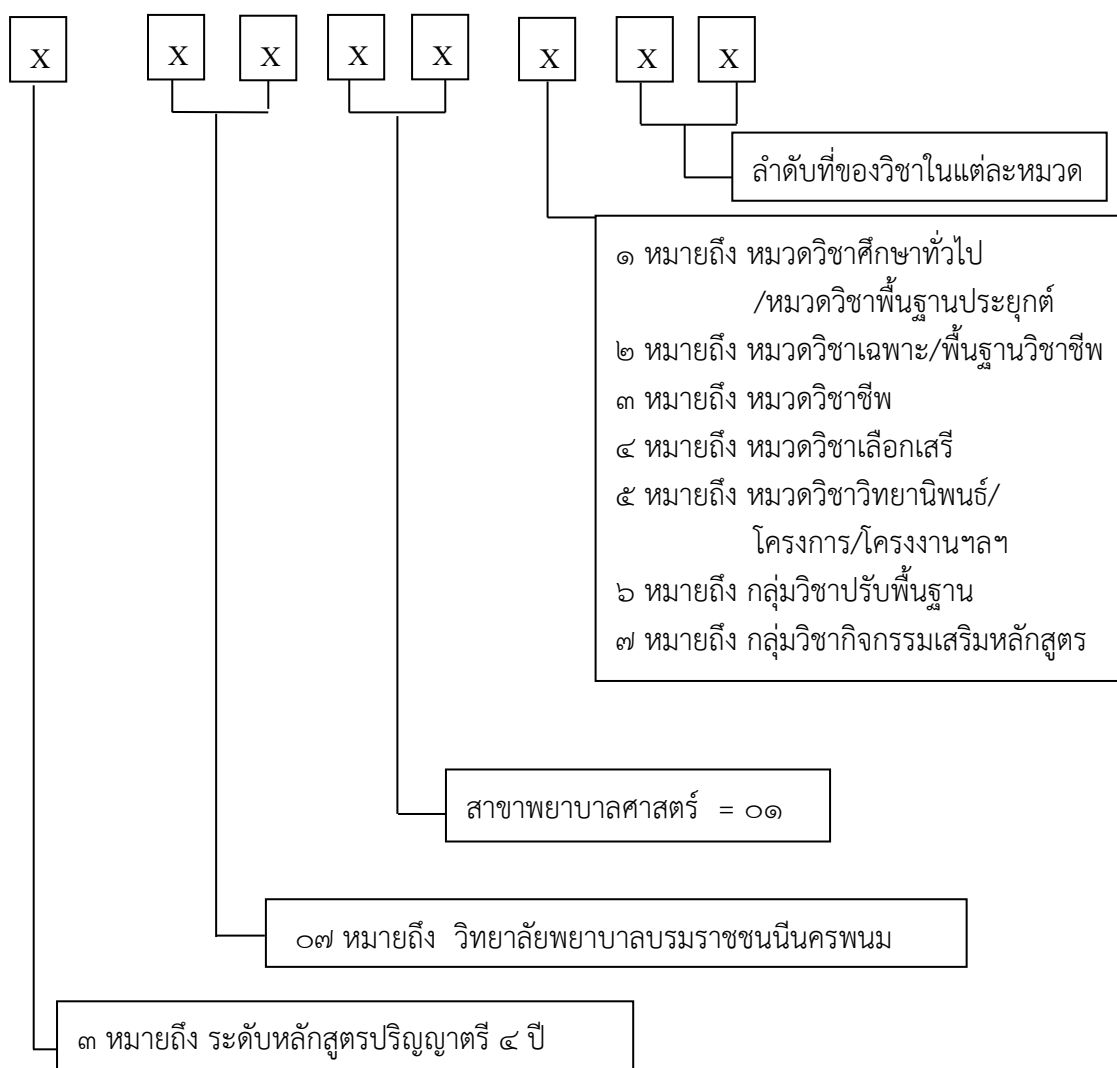 X X X X X X X X
ลำดับที่ของวิชาในแต่ละหมวด
๑ หมายถึง หมวดวิชาศึกษาทั่วไป
/หมวดวิชาพื้นฐานประยุกต์
๒ หมายถึง หมวดวิชาเฉพาะ/พื้นฐานวิชาชีพ
๓ หมายถึง หมวดวิชาชีพ
๔ หมายถึง หมวดวิชาเลือกเสรี
๕ หมายถึง หมวดวิชาวิทยานิพนธ์/
โครงการ/โครงงานฯลฯ
๖ หมายถึง กลุ่มวิชาปรับพื้นฐาน
๗ หมายถึง กลุ่มวิชากิจกรรมเสริมหลักสูตร
สาขาพยาบาลศาสตร์ = ๐๑
๐๗ หมายถึง วิทยาลัยพยาบาลบรมราชชนนีนครพนม
๓ หมายถึง ระดับหลักสูตรปริญญาตรี ๔ ปี